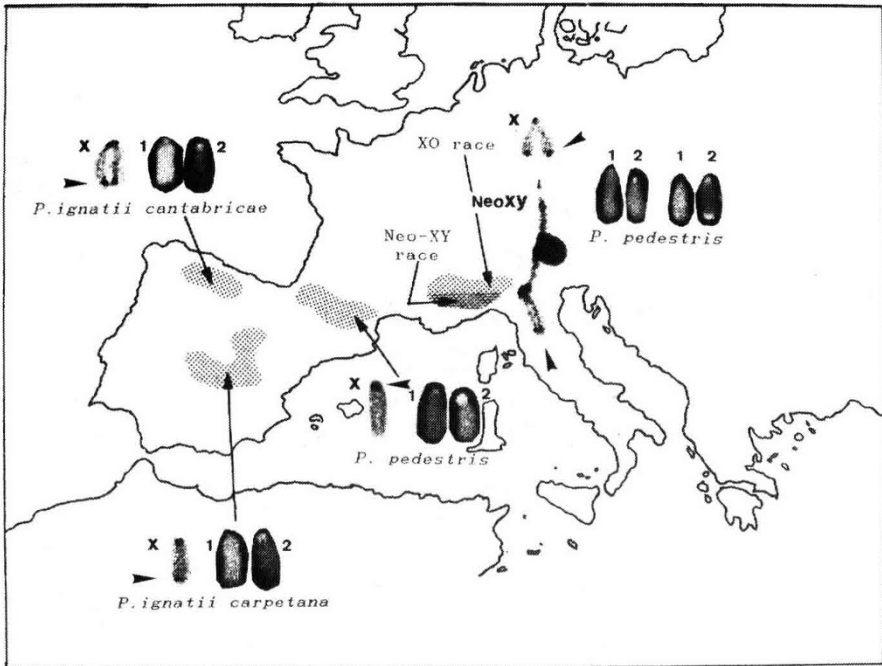 X
XO race
X 1 2
1 2 1 2
P.ignatii cantabricae
NeoXy
P. pedestris
Neo-XY
race
X 1 2
P. pedestris
X 1 2
P.ignatii carpetana